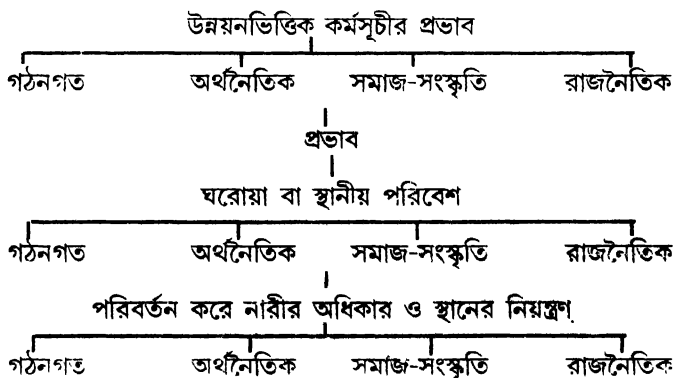 উন্নয়নভিত্তিক কর্মসূচীর প্রভাব
গঠনগত অর্থনৈতিক সমাজ-সংস্কৃতি রাজনৈতিক
প্রভাব
ঘরোয়া বা স্থানীয় পরিবেশ
গঠনগত অর্থনৈতিক সমাজ-সংস্কৃতি রাজনৈতিক
পরিবর্তন করে নারীর অধিকার ও স্থানের নিয়ন্ত্রণ
গঠনগত অর্থনৈতিক সমাজ-সংস্কৃতি রাজনৈতিক